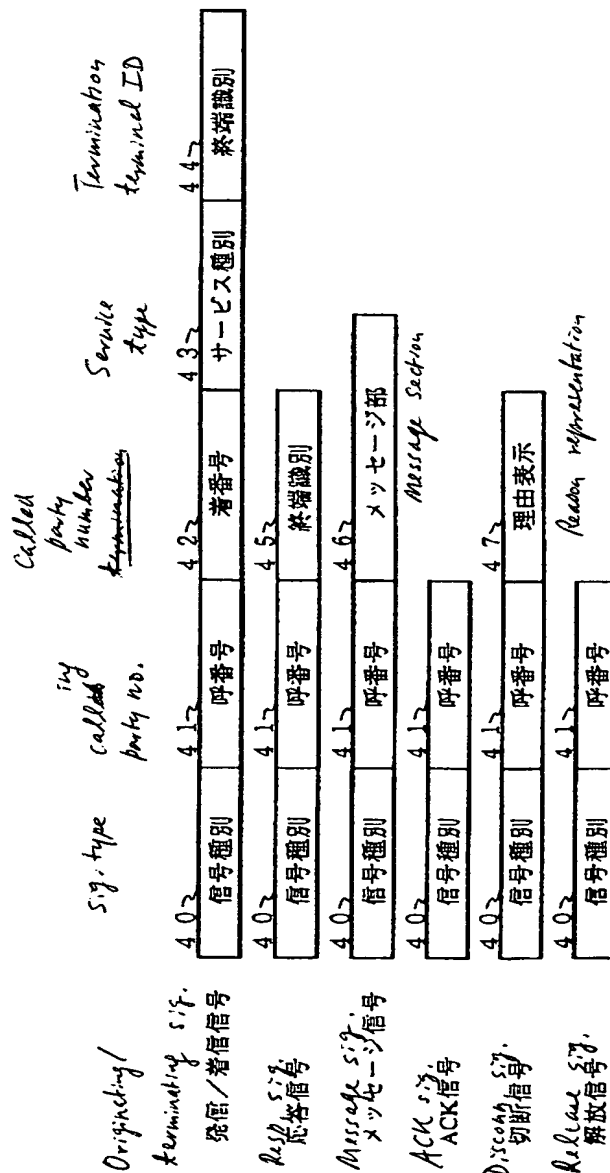 Sig. type
calling party no.
Called party number
Service type
Termination terminal ID
Originating/
terminating sig.
発信/着信信号
40 41 42 43 44
信号種別 呼番号 着番号 サービス種別 終端識別
Resp sig.
応答信号
40 41 45
信号種別 呼番号 終端識別
Message sig.
メッセージ信号
40 41 46
信号種別 呼番号 メッセージ部
Message section
ACK sig.
ACK信号
40 41
信号種別 呼番号
Disconn sig.
切断信号
40 41 47
信号種別 呼番号 理由表示
Reason representation
Release sig.
解放信号
40 41
信号種別 呼番号